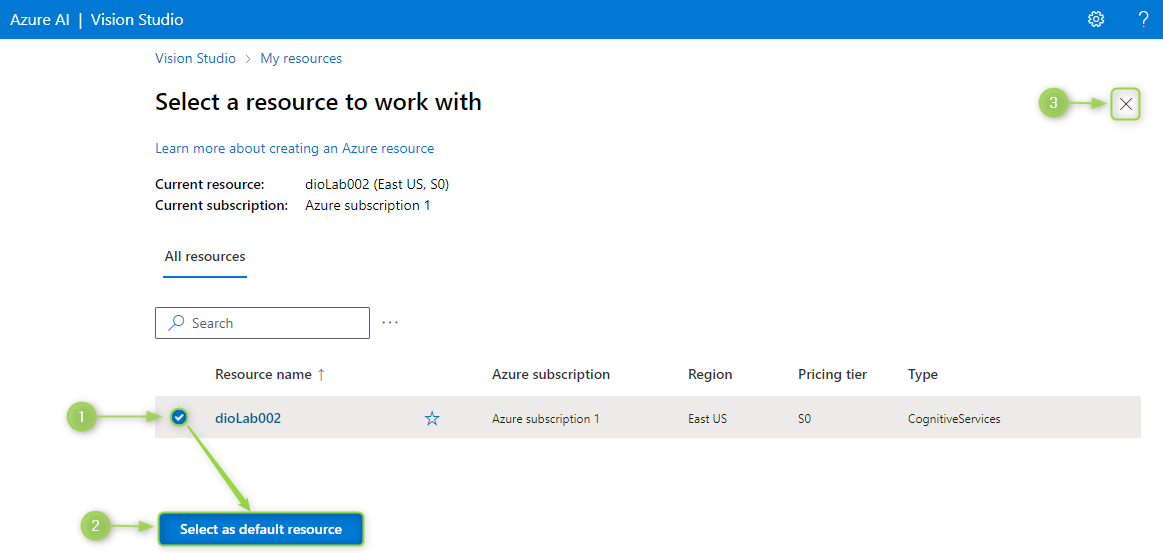 Azure AI | Vision Studio ?
Vision Studio > My resources
Select a resource to work with
3
Learn more about creating an Azure resource
Current resource: dioLab002 (East US, S0)
Current subscription: Azure subscription 1
All resources
Search ...
Resource name ↑ Azure subscription Region Pricing tier Type
1 dioLab002 Azure subscription 1 East US S0 CognitiveServices
2 Select as default resource